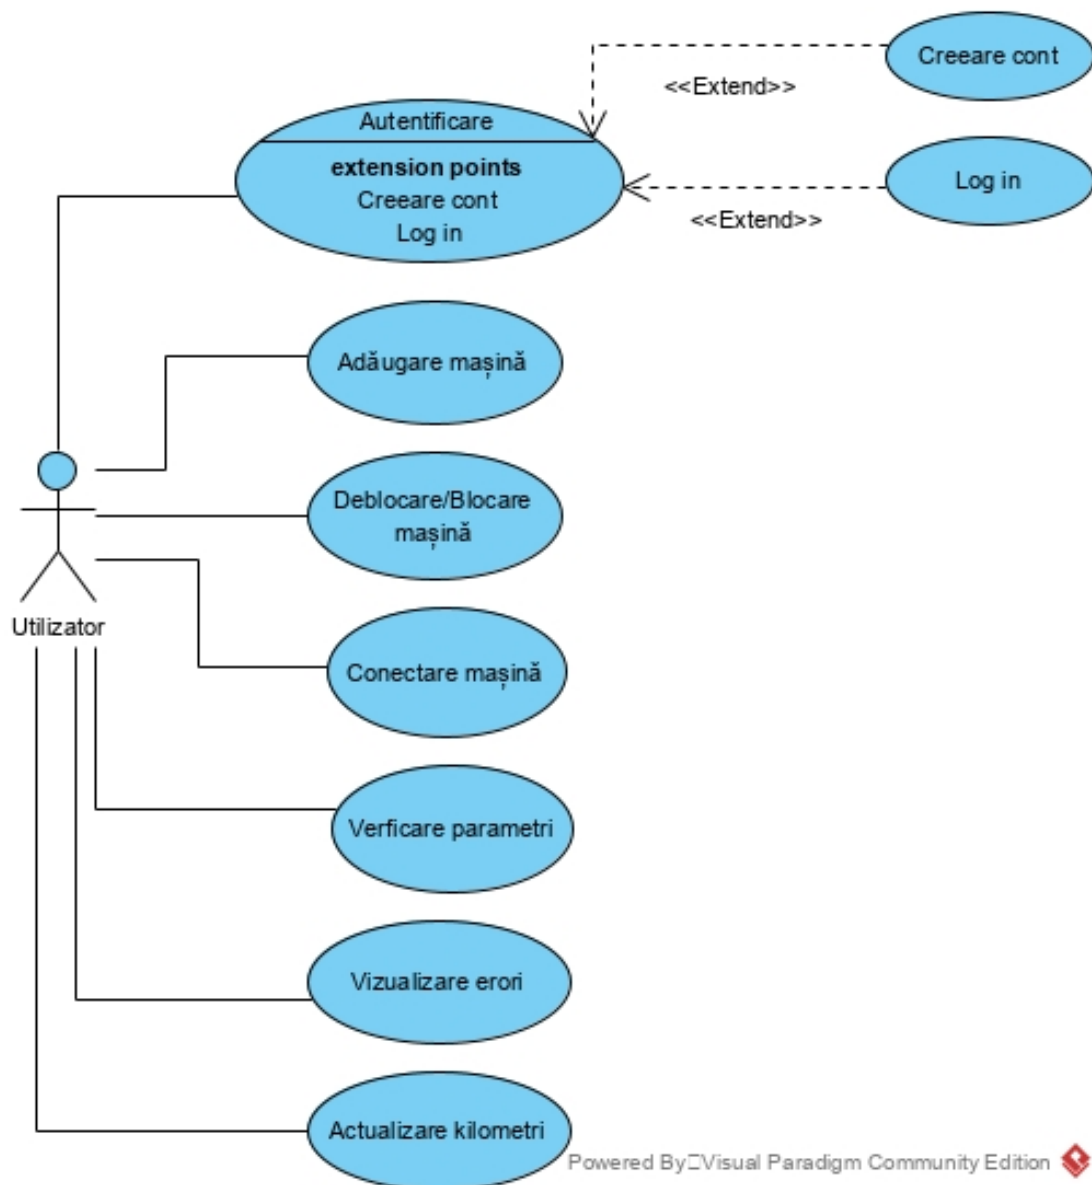 Creeare cont
<<Extend>>
Autentificare
extension points
Creeare cont
Log in
Log in
<<Extend>>
Adăugare mașină
Deblocare/Blocare
mașină
Utilizator
Conectare mașină
Verficare parametri
Vizualizare erori
Actualizare kilometri
Powered By□Visual Paradigm Community Edition